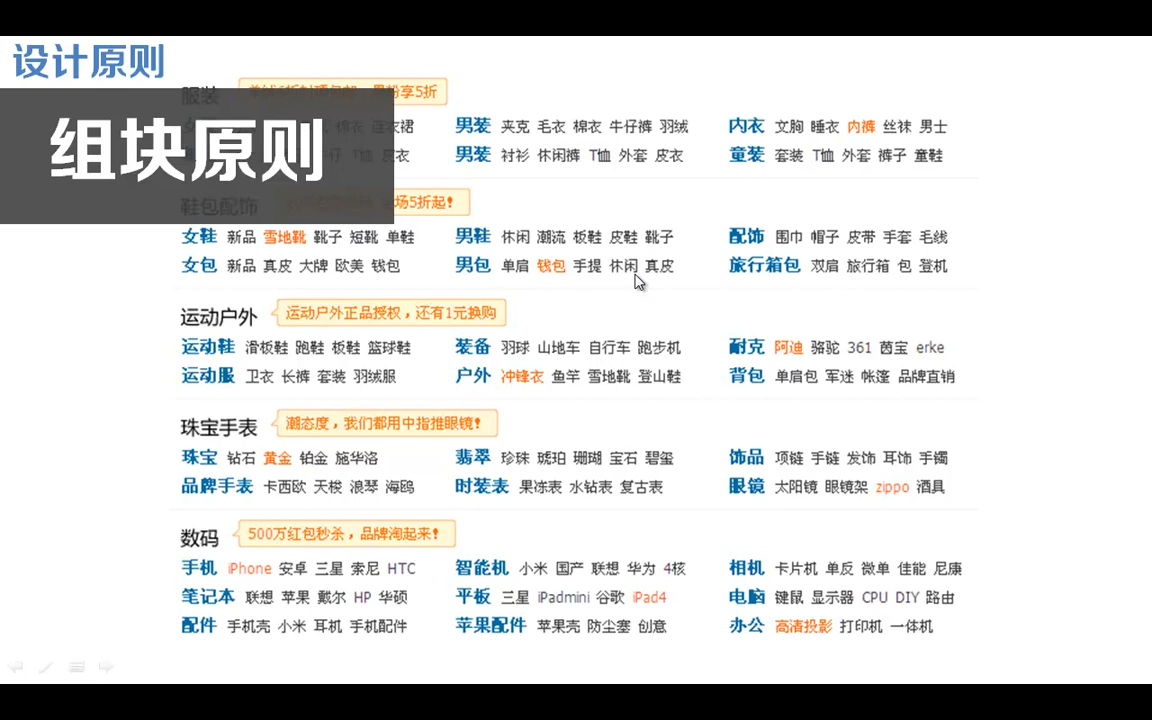 设计原则
组块原则
服装 享5折
棉衣 连衣裙 男装 夹克 毛衣 棉衣 牛仔裤 羽绒 内衣 文胸 睡衣 内裤 丝袜 男士
T恤 皮衣 男装 衬衫 休闲裤 T恤 外套 皮衣 童装 套装 T恤 外套 裤子 童鞋
鞋包配饰 场5折起!
女鞋 新品 雪地靴 靴子 短靴 单鞋 男鞋 休闲 潮流 板鞋 皮鞋 靴子 配饰 围巾 帽子 皮带 手套 毛线
女包 新品 真皮 大牌 欧美 钱包 男包 单肩 钱包 手提 休闲 真皮 旅行箱包 双肩 旅行箱 包 登机
运动户外 运动户外正品授权，还有1元换购
运动鞋 滑板鞋 跑鞋 板鞋 篮球鞋 装备 羽球 山地车 自行车 跑步机 耐克 阿迪 骆驼 361 茵宝 erke
运动服 卫衣 长裤 套装 羽绒服 户外 冲锋衣 鱼竿 雪地靴 登山鞋 背包 单肩包 军迷 帐篷 品牌直销
珠宝手表 潮态度，我们都用中指推眼镜!
珠宝 钻石 黄金 铂金 施华洛 翡翠 珍珠 琥珀 珊瑚 宝石 碧玺 饰品 项链 手链 发饰 耳饰 手镯
品牌手表 卡西欧 天梭 浪琴 海鸥 时装表 果冻表 水钻表 复古表 眼镜 太阳镜 眼镜架 zippo 酒具
数码 500万红包秒杀，品牌淘起来!
手机 iPhone 安卓 三星 索尼 HTC 智能机 小米 国产 联想 华为 4核 相机 卡片机 单反 微单 佳能 尼康
笔记本 联想 苹果 戴尔 HP 华硕 平板 三星 iPadmini 谷歌 iPad4 电脑 键鼠 显示器 CPU DIY 路由
配件 手机壳 小米 耳机 手机配件 苹果配件 苹果壳 防尘塞 创意 办公 高清投影 打印机 一体机